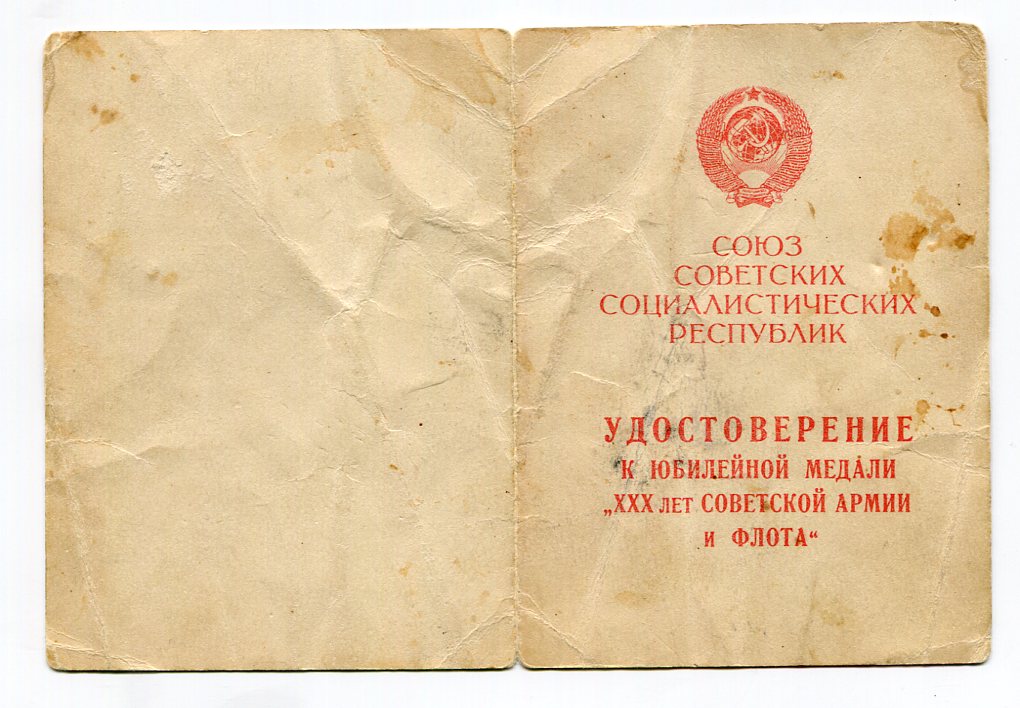 СОЮЗ
СОВЕТСКИХ
СОЦИАЛИСТИЧЕСКИХ
РЕСПУБЛИК
УДОСТОВЕРЕНИЕ
К ЮБИЛЕЙНОЙ МЕДАЛИ
„XXX ЛЕТ СОВЕТСКОЙ АРМИИ
И ФЛОТА“